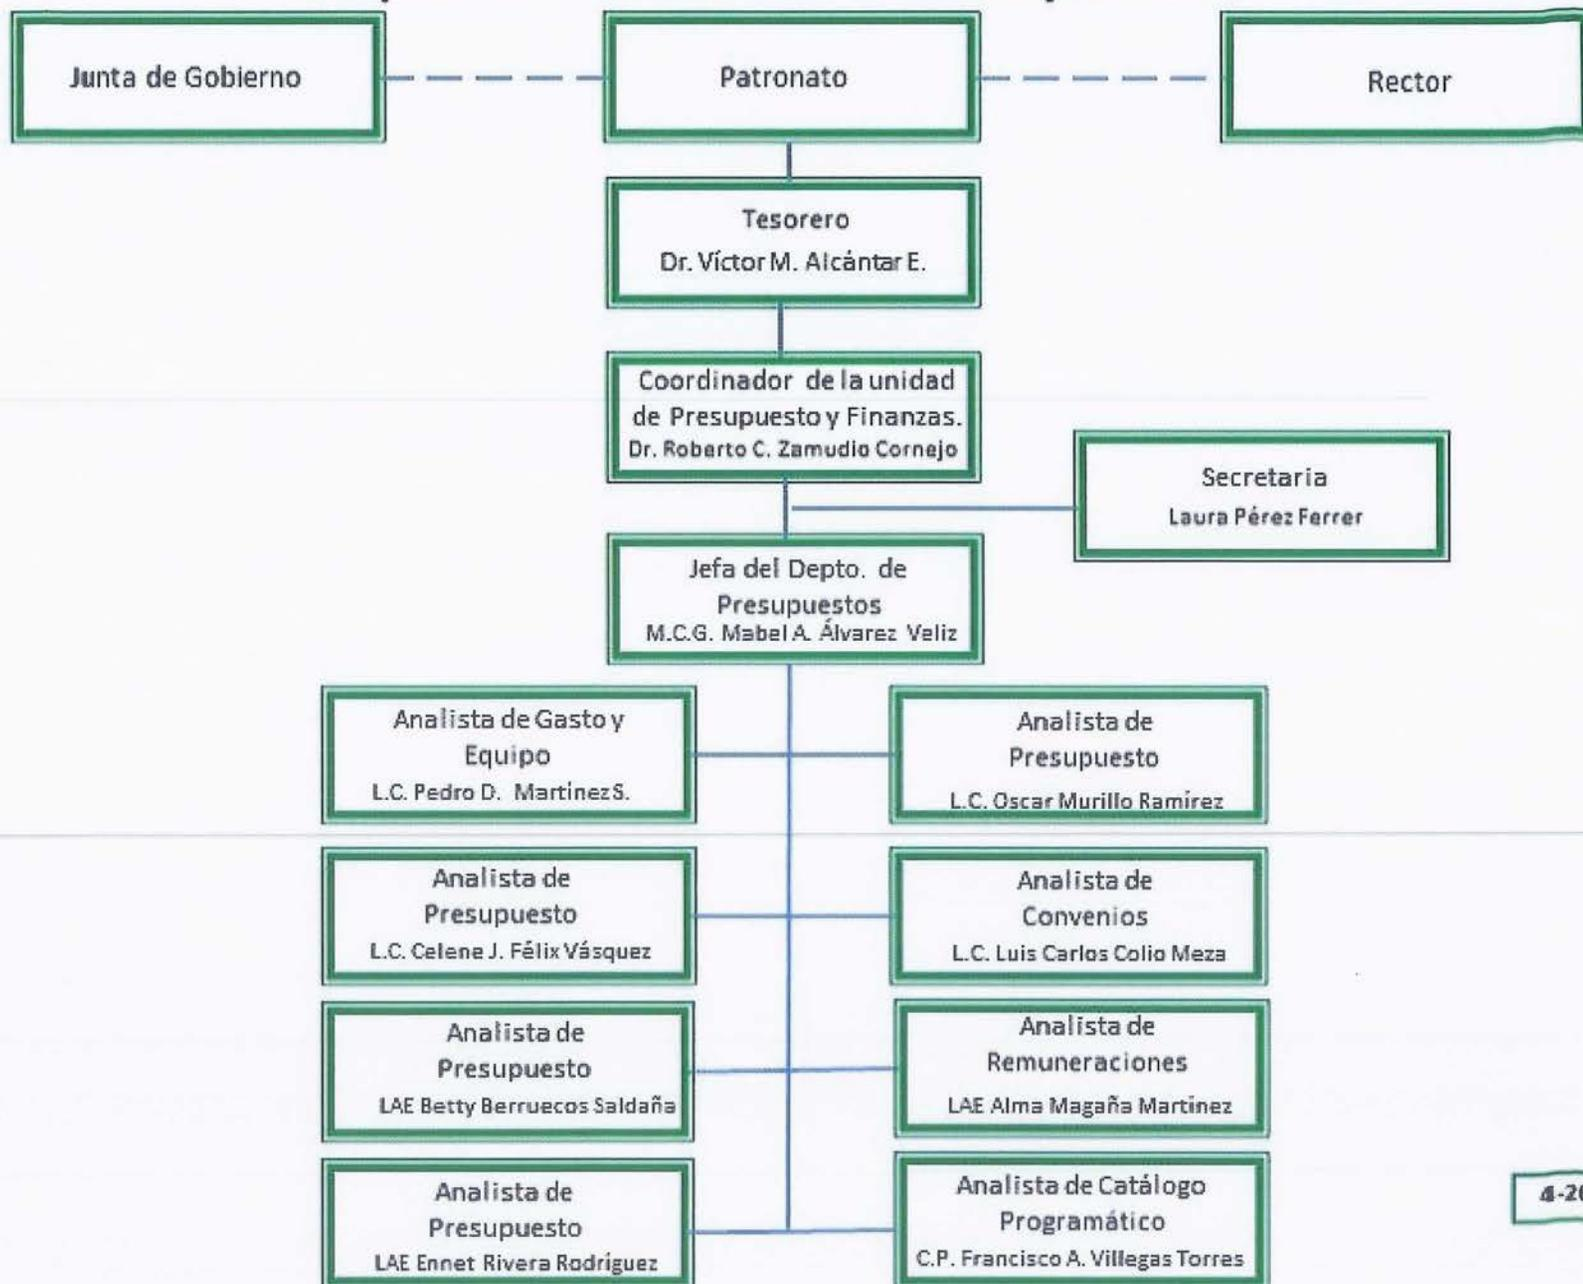 Junta de Gobierno
Patronato
Rector
Tesorero
Dr. Víctor M. Alcántar E.
Coordinador de la unidad
de Presupuesto y Finanzas.
Dr. Roberto C. Zamudio Cornejo
Secretaria
Laura Pérez Ferrer
Jefa del Depto. de
Presupuestos
M.C.G. Mabel A. Álvarez Veliz
Analista de Gasto y
Equipo
L.C. Pedro D. Martínez S.
Analista de
Presupuesto
L.C. Oscar Murillo Ramírez
Analista de
Presupuesto
L.C. Celene J. Félix Vásquez
Analista de
Convenios
L.C. Luis Carlos Colio Meza
Analista de
Presupuesto
LAE Betty Berruecos Saldaña
Analista de
Remuneraciones
LAE Alma Magaña Martínez
Analista de
Presupuesto
LAE Ennet Rivera Rodríguez
Analista de Catálogo
Programático
C.P. Francisco A. Villegas Torres